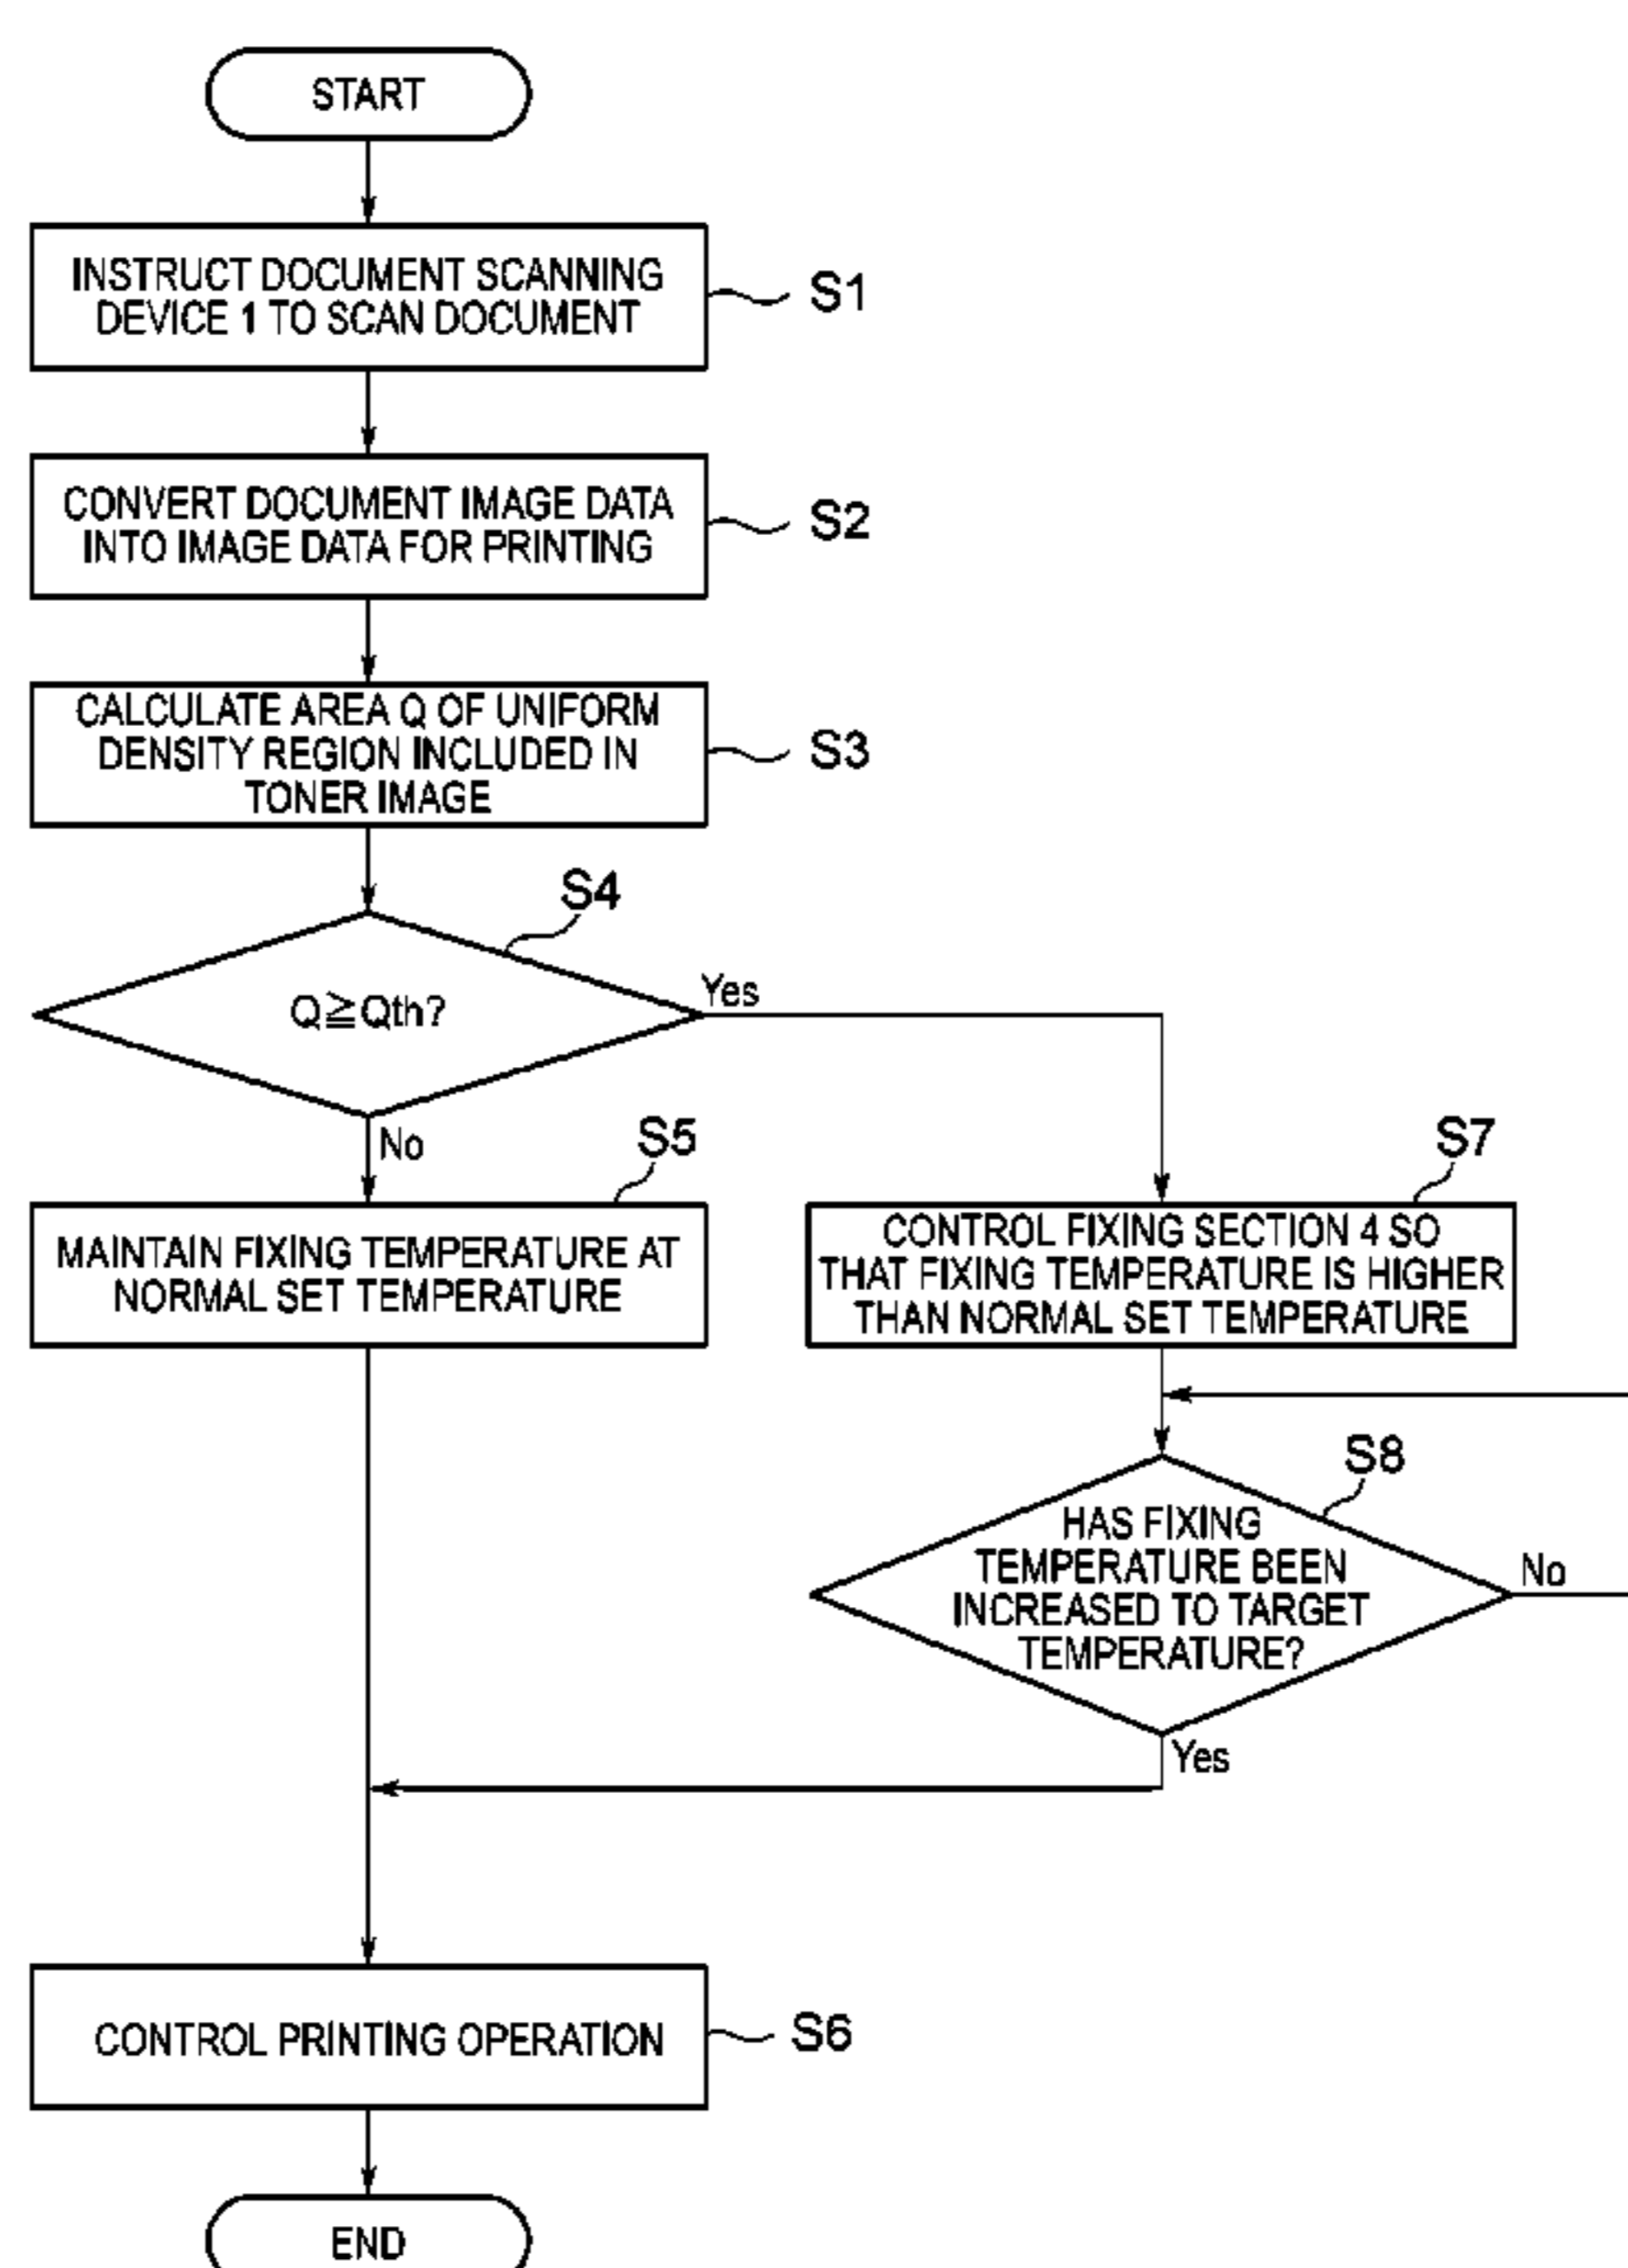 START
INSTRUCT DOCUMENT SCANNING
DEVICE 1 TO SCAN DOCUMENT
S1
CONVERT DOCUMENT IMAGE DATA
INTO IMAGE DATA FOR PRINTING
S2
CALCULATE AREA Q OF UNIFORM
DENSITY REGION INCLUDED IN
TONER IMAGE
S3
S4
Q≧Qth?
Yes
No
S5
MAINTAIN FIXING TEMPERATURE AT
NORMAL SET TEMPERATURE
S7
CONTROL FIXING SECTION 4 SO
THAT FIXING TEMPERATURE IS HIGHER
THAN NORMAL SET TEMPERATURE
S8
HAS FIXING
TEMPERATURE BEEN
INCREASED TO TARGET
TEMPERATURE?
No
Yes
CONTROL PRINTING OPERATION
S6
END